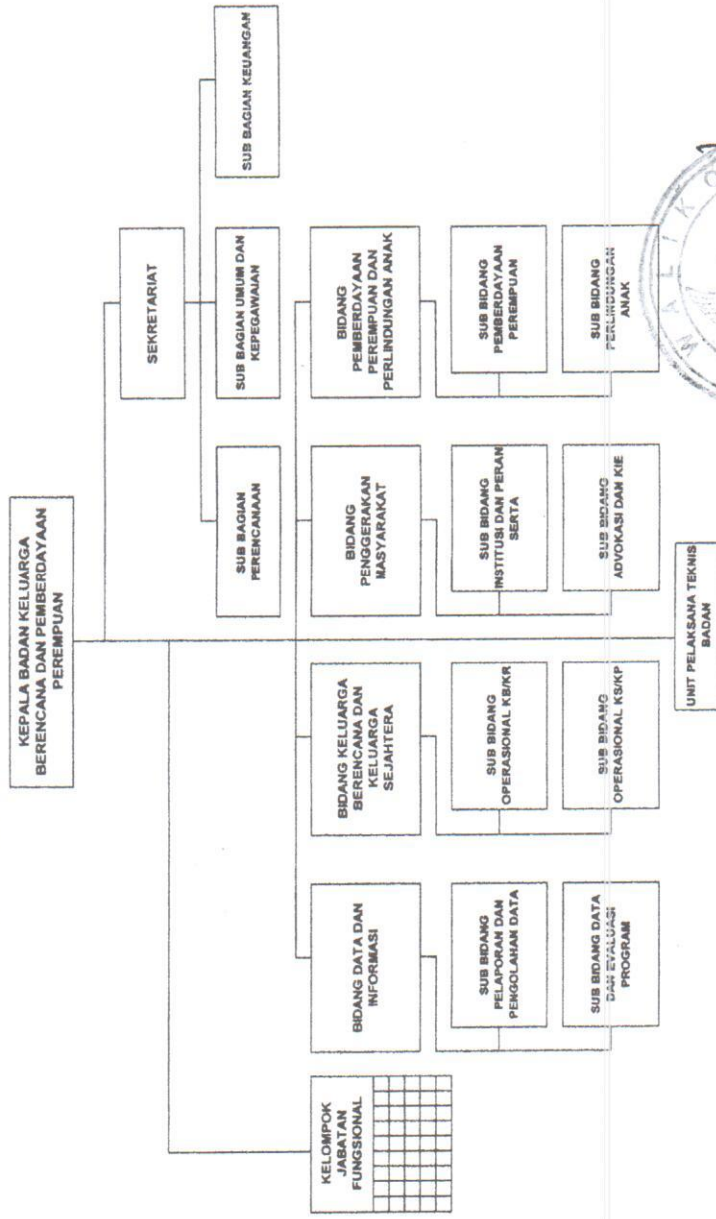 KEPALA BADAN KELUARGA
BERENCANA DAN PEMBERDAYAAN
PEREMPUAN
SEKRETARIAT
SUB BAGIAN
PERENCANAAN
SUB BAGIAN UMUM DAN
KEPEGAWAIAN
SUB BAGIAN KEUANGAN
KELOMPOK
JABATAN
FUNGSIONAL
BIDANG DATA DAN
INFORMASI
BIDANG KELUARGA
BERENCANA DAN
KELUARGA
SEJAHTERA
BIDANG
PENGGERAKAN
MASYARAKAT
BIDANG
PEMBERDAYAAN
PEREMPUAN DAN
PERLINDUNGAN ANAK
SUB BIDANG
PELAPORAN DAN
PENGOLAHAN DATA
SUB BIDANG
OPERASIONAL KB/KR
SUB BIDANG
INSTITUSI DAN PERAN
SERTA
SUB BIDANG
PEMBERDAYAAN
PEREMPUAN
SUB BIDANG DATA
DAN EVALUASI
PROGRAM
SUB BIDANG
OPERASIONAL KS/KP
SUB BIDANG
ADVOKASI DAN KIE
SUB BIDANG
PERLINDUNGAN
ANAK
UNIT PELAKSANA TEKNIS
BADAN